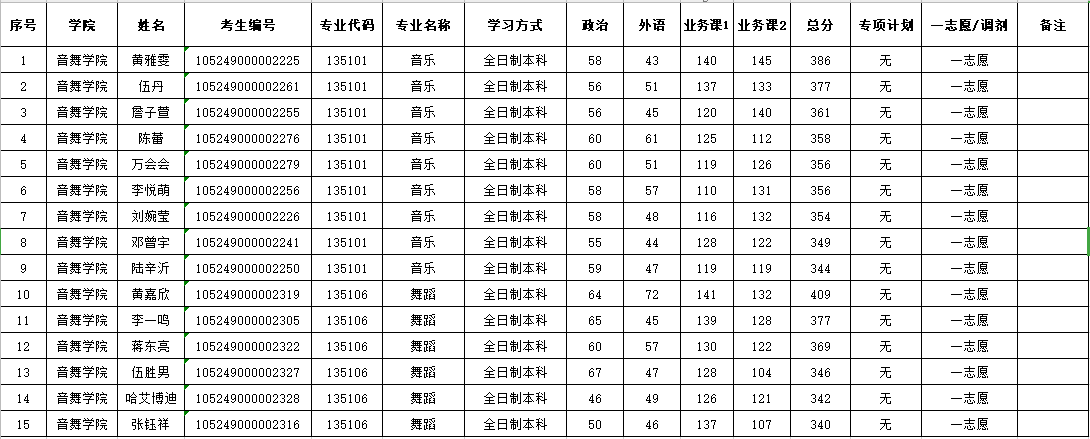 序号 学院 姓名 考生编号 专业代码 专业名称 学习方式 政治 外语 业务课1 业务课2 总分 专项计划 一志愿/调剂 备注
1 音舞学院 黄雅雯 105249000002225 135101 音乐 全日制本科 58 43 140 145 386 无 一志愿
2 音舞学院 伍丹 105249000002261 135101 音乐 全日制本科 56 51 137 133 377 无 一志愿
3 音舞学院 詹子萱 105249000002255 135101 音乐 全日制本科 56 45 120 140 361 无 一志愿
4 音舞学院 陈蕾 105249000002276 135101 音乐 全日制本科 60 61 125 112 358 无 一志愿
5 音舞学院 万会会 105249000002279 135101 音乐 全日制本科 60 51 119 126 356 无 一志愿
6 音舞学院 李悦萌 105249000002256 135101 音乐 全日制本科 58 57 110 131 356 无 一志愿
7 音舞学院 刘婉莹 105249000002226 135101 音乐 全日制本科 58 48 116 132 354 无 一志愿
8 音舞学院 邓曾宇 105249000002241 135101 音乐 全日制本科 55 44 128 122 349 无 一志愿
9 音舞学院 陆辛沂 105249000002250 135101 音乐 全日制本科 59 47 119 119 344 无 一志愿
10 音舞学院 黄嘉欣 105249000002319 135106 舞蹈 全日制本科 64 72 141 132 409 无 一志愿
11 音舞学院 李一鸣 105249000002305 135106 舞蹈 全日制本科 65 45 139 128 377 无 一志愿
12 音舞学院 蒋东亮 105249000002322 135106 舞蹈 全日制本科 60 57 130 122 369 无 一志愿
13 音舞学院 伍胜男 105249000002327 135106 舞蹈 全日制本科 67 47 128 104 346 无 一志愿
14 音舞学院 哈艾博迪 105249000002328 135106 舞蹈 全日制本科 46 49 126 121 342 无 一志愿
15 音舞学院 张钰祥 105249000002316 135106 舞蹈 全日制本科 50 46 137 107 340 无 一志愿